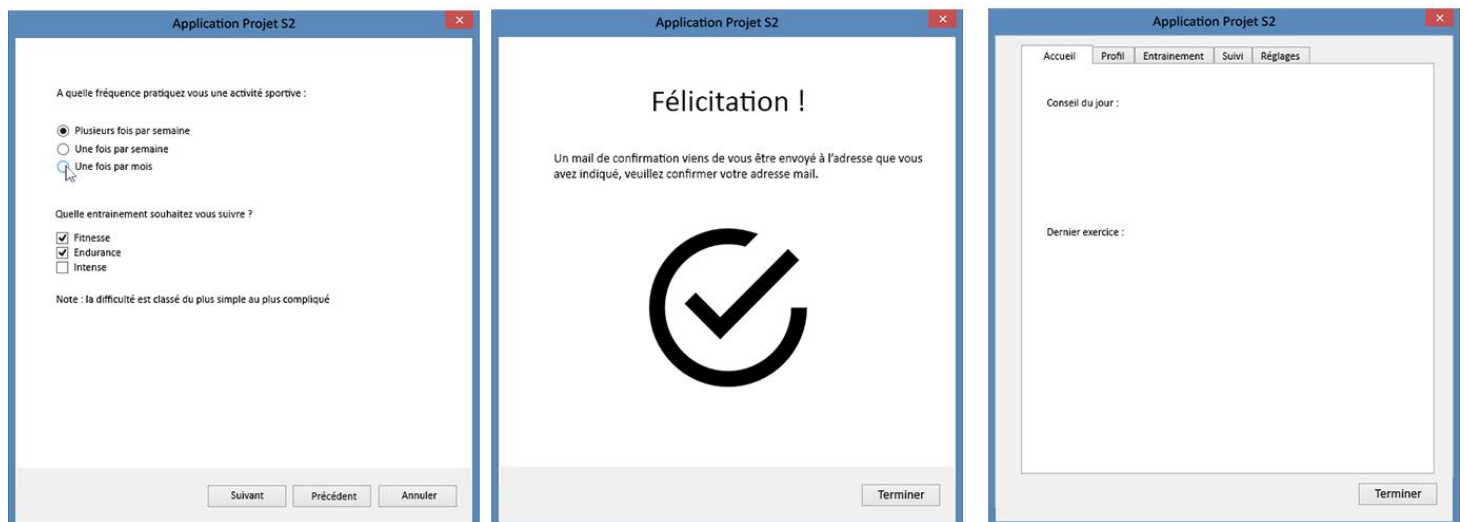 Application Projet S2
A quelle fréquence pratiquez vous une activité sportive :
Plusieurs fois par semaine
Une fois par semaine
Une fois par mois
Quelle entrainement souhaitez vous suivre ?
Fitnesse
Endurance
Intense
Note : la difficulté est classé du plus simple au plus compliqué
Suivant
Précédent
Annuler
Application Projet S2
Félicitation !
Un mail de confirmation viens de vous être envoyé à l'adresse que vous
avez indiqué, veuillez confirmer votre adresse mail.
Terminer
Application Projet S2
Accueil
Profil
Entrainement
Suivi
Réglages
Conseil du jour :
Dernier exercice :
Terminer